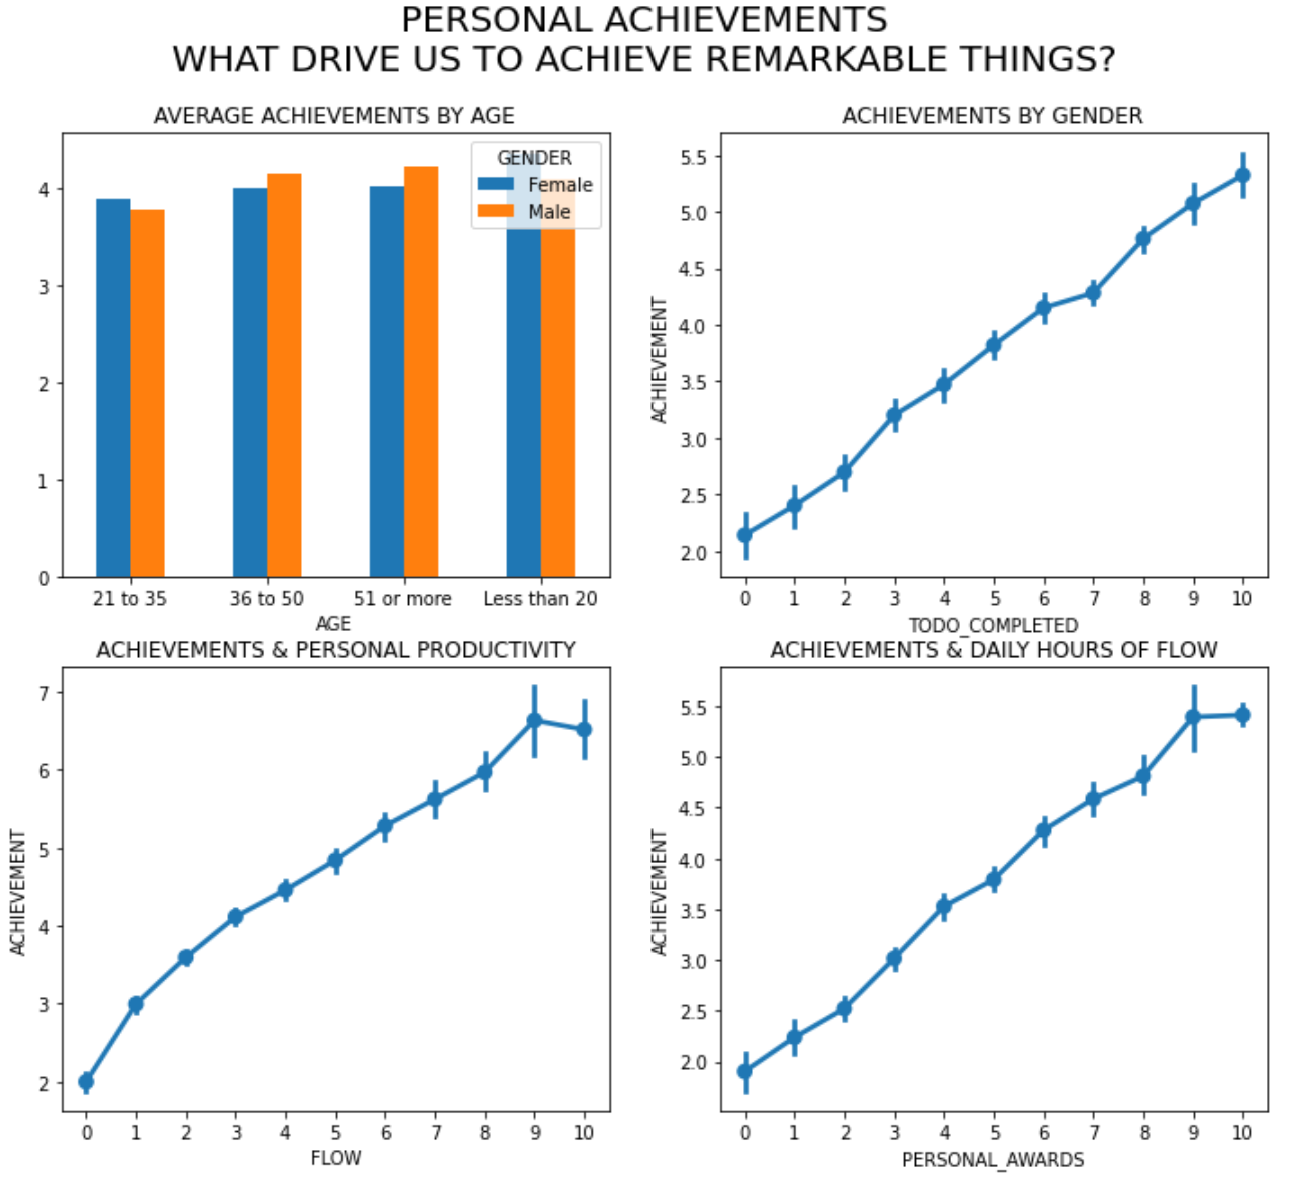 PERSONAL ACHIEVEMENTS
WHAT DRIVE US TO ACHIEVE REMARKABLE THINGS?
AVERAGE ACHIEVEMENTS BY AGE
GENDER
Female
Male
4
3
2
1
0
21 to 35 36 to 50 51 or more Less than 20
AGE
ACHIEVEMENTS BY GENDER
ACHIEVEMENT
5.5
5.0
4.5
4.0
3.5
3.0
2.5
2.0
0 1 2 3 4 5 6 7 8 9 10
TODO_COMPLETED
ACHIEVEMENTS & PERSONAL PRODUCTIVITY
ACHIEVEMENT
7
6
5
4
3
2
0 1 2 3 4 5 6 7 8 9 10
FLOW
ACHIEVEMENTS & DAILY HOURS OF FLOW
ACHIEVEMENT
5.5
5.0
4.5
4.0
3.5
3.0
2.5
2.0
0 1 2 3 4 5 6 7 8 9 10
PERSONAL_AWARDS